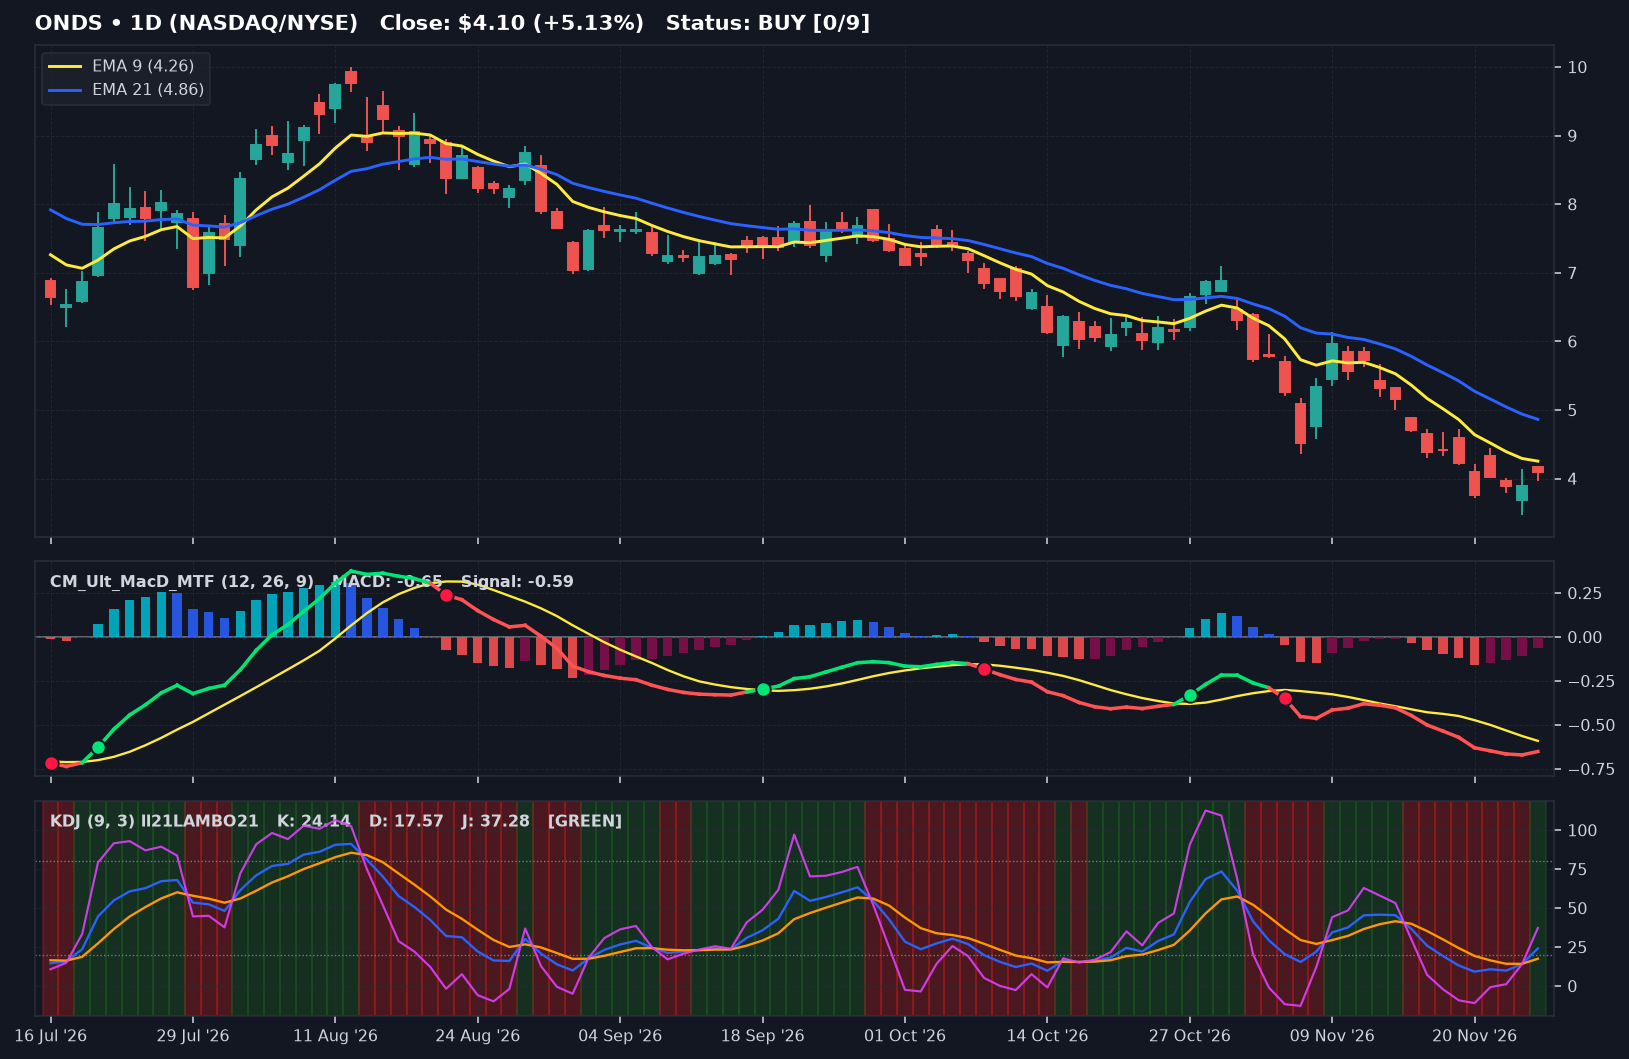 ONDS • 1D (NASDAQ/NYSE)   Close: $4.10 (+5.13%)   Status: BUY [0/9]
EMA 9 (4.26)
EMA 21 (4.86)
10
9
8
7
6
5
4
CM_Ult_MacD_MTF (12, 26, 9)   MACD: -0.65   Signal: -0.59
0.25
0.00
−0.25
−0.50
−0.75
KDJ (9, 3) II21LAMBO21   K: 24.14   D: 17.57   J: 37.28   [GREEN]
100
75
50
25
0
16 Jul '26
29 Jul '26
11 Aug '26
24 Aug '26
04 Sep '26
18 Sep '26
01 Oct '26
14 Oct '26
27 Oct '26
09 Nov '26
20 Nov '26